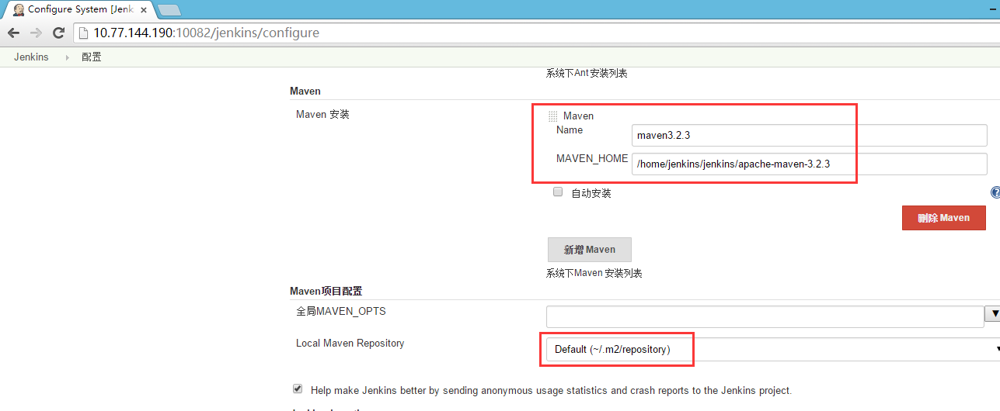 Configure System [Jenk
10.77.144.190:10082/jenkins/configure
Jenkins 配置
系统下Ant 安装列表
Maven
Maven 安装
Maven
Name
maven3.2.3
MAVEN_HOME
/home/jenkins/jenkins/apache-maven-3.2.3
自动安装
删除 Maven
新增 Maven
系统下Maven 安装列表
Maven项目配置
全局MAVEN_OPTS
Local Maven Repository
Default (~/.m2/repository)
Help make Jenkins better by sending anonymous usage statistics and crash reports to the Jenkins project.